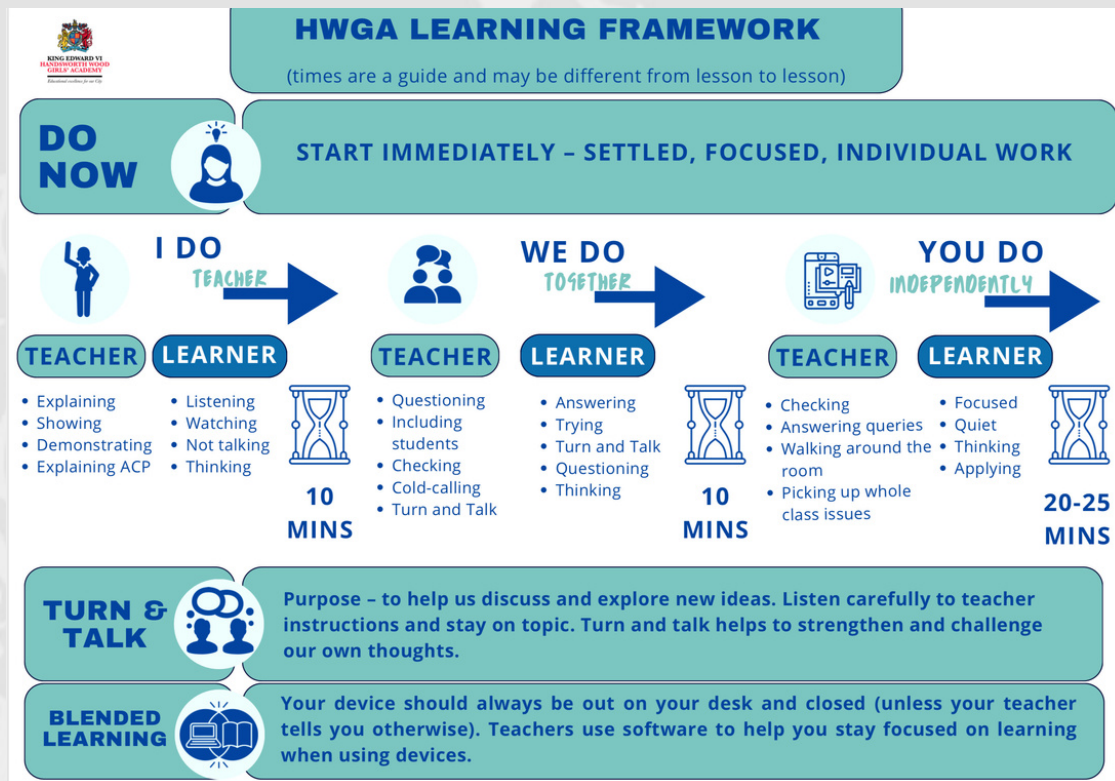 KING EDWARD VI
HANDSWORTH WOOD
GIRLS' ACADEMY
Educational excellence for our City
HWGA LEARNING FRAMEWORK
(times are a guide and may be different from lesson to lesson)
DO
NOW
START IMMEDIATELY – SETTLED, FOCUSED, INDIVIDUAL WORK
I DO
TEACHER
TEACHER
LEARNER
• Explaining
• Showing
• Demonstrating
• Explaining ACP
• Listening
• Watching
• Not talking
• Thinking
10
MINS
WE DO
TOGETHER
TEACHER
LEARNER
• Questioning
• Including
students
• Checking
• Cold-calling
• Turn and Talk
• Answering
• Trying
• Turn and Talk
• Questioning
• Thinking
10
MINS
YOU DO
INDEPENDENTLY
TEACHER
LEARNER
• Checking
• Answering queries
• Walking around the
room
• Picking up whole
class issues
• Focused
• Quiet
• Thinking
• Applying
20-25
MINS
TURN &
TALK
Purpose – to help us discuss and explore new ideas. Listen carefully to teacher
instructions and stay on topic. Turn and talk helps to strengthen and challenge
our own thoughts.
BLENDED
LEARNING
Your device should always be out on your desk and closed (unless your teacher
tells you otherwise). Teachers use software to help you stay focused on learning
when using devices.